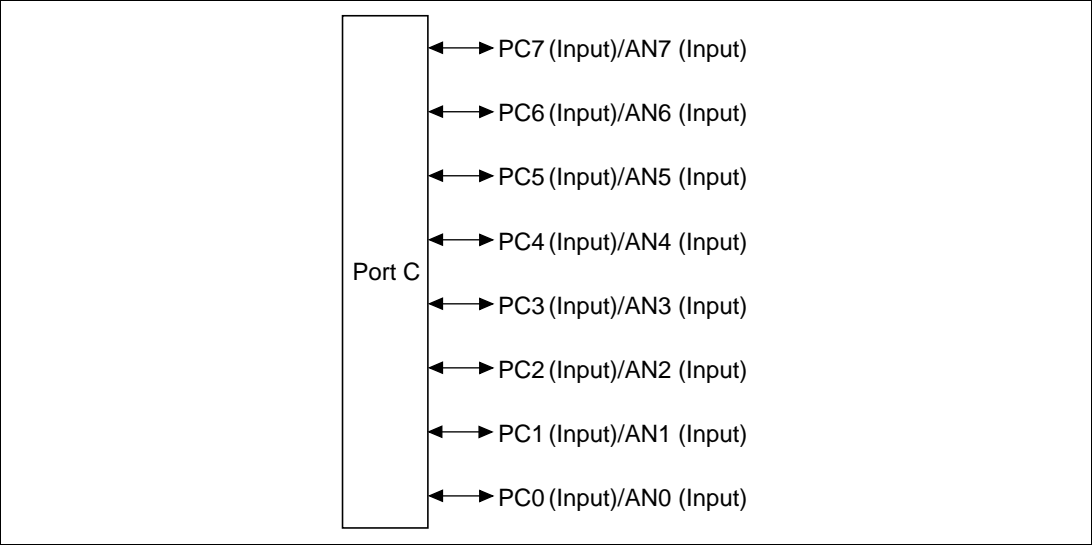 PC7 (Input)/AN7 (Input)
PC6 (Input)/AN6 (Input)
PC5 (Input)/AN5 (Input)
PC4 (Input)/AN4 (Input)
Port C
PC3 (Input)/AN3 (Input)
PC2 (Input)/AN2 (Input)
PC1 (Input)/AN1 (Input)
PC0 (Input)/AN0 (Input)